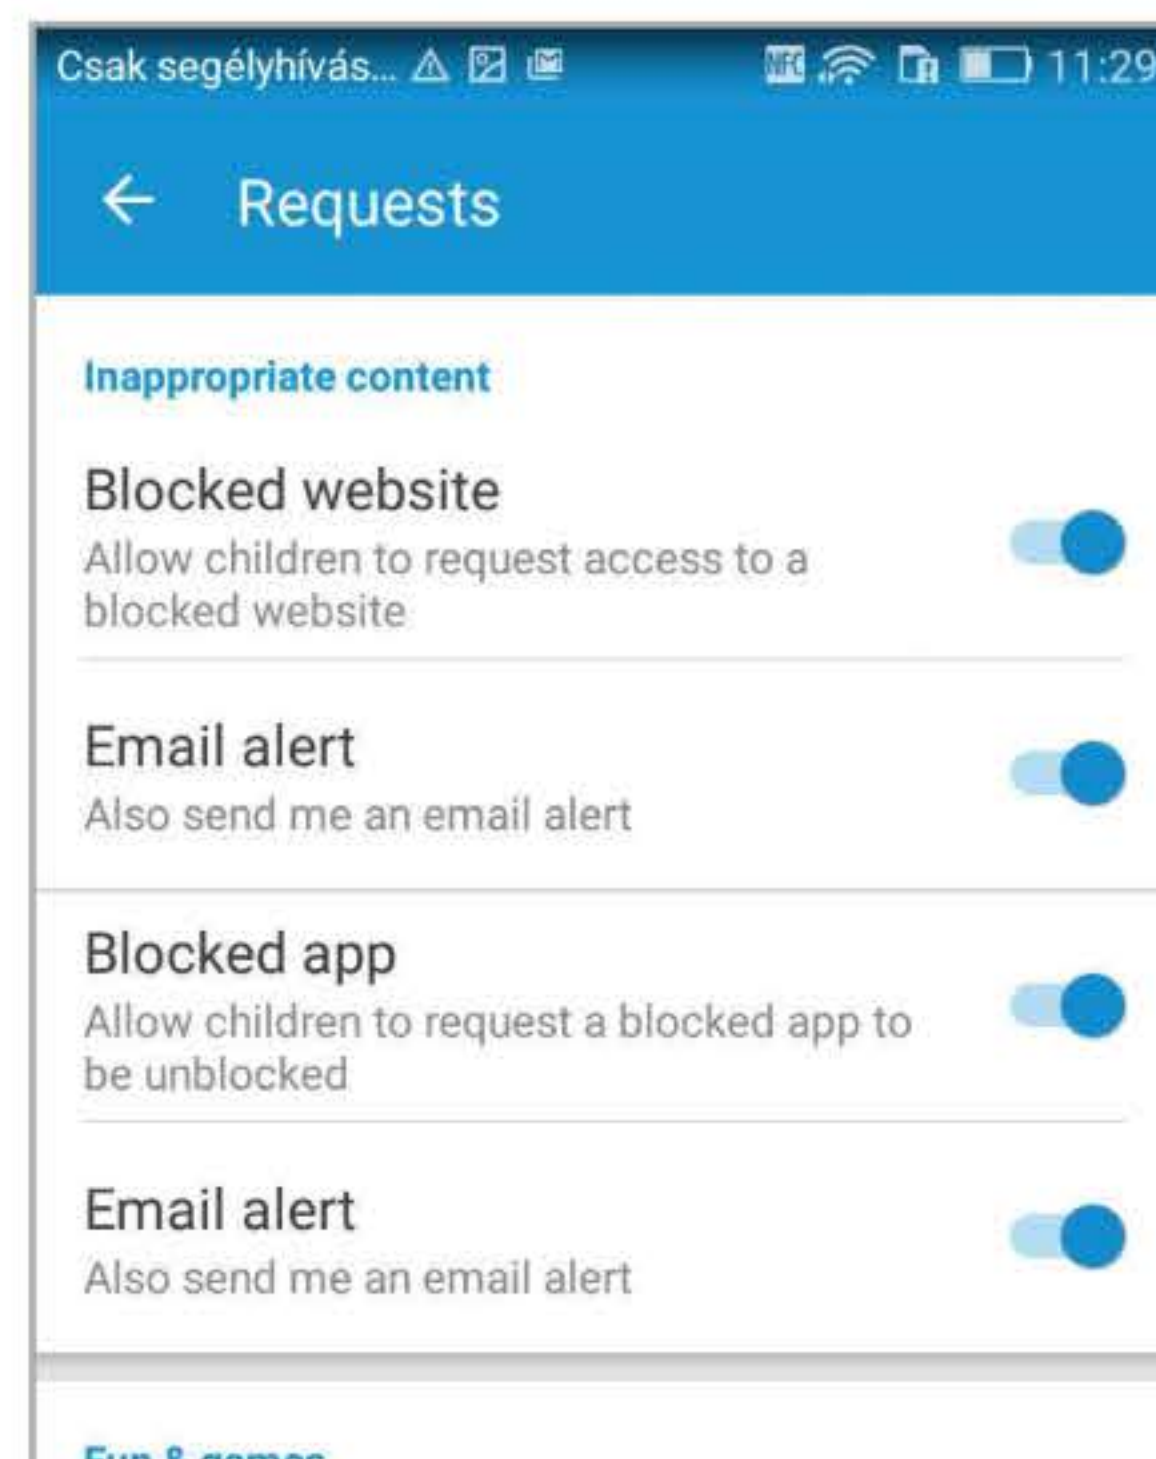 Csak segélyhívás... 11:29
Requests
Inappropriate content
Blocked website
Allow children to request access to a
blocked website
Email alert
Also send me an email alert
Blocked app
Allow children to request a blocked app to
be unblocked
Email alert
Also send me an email alert
Fun & games